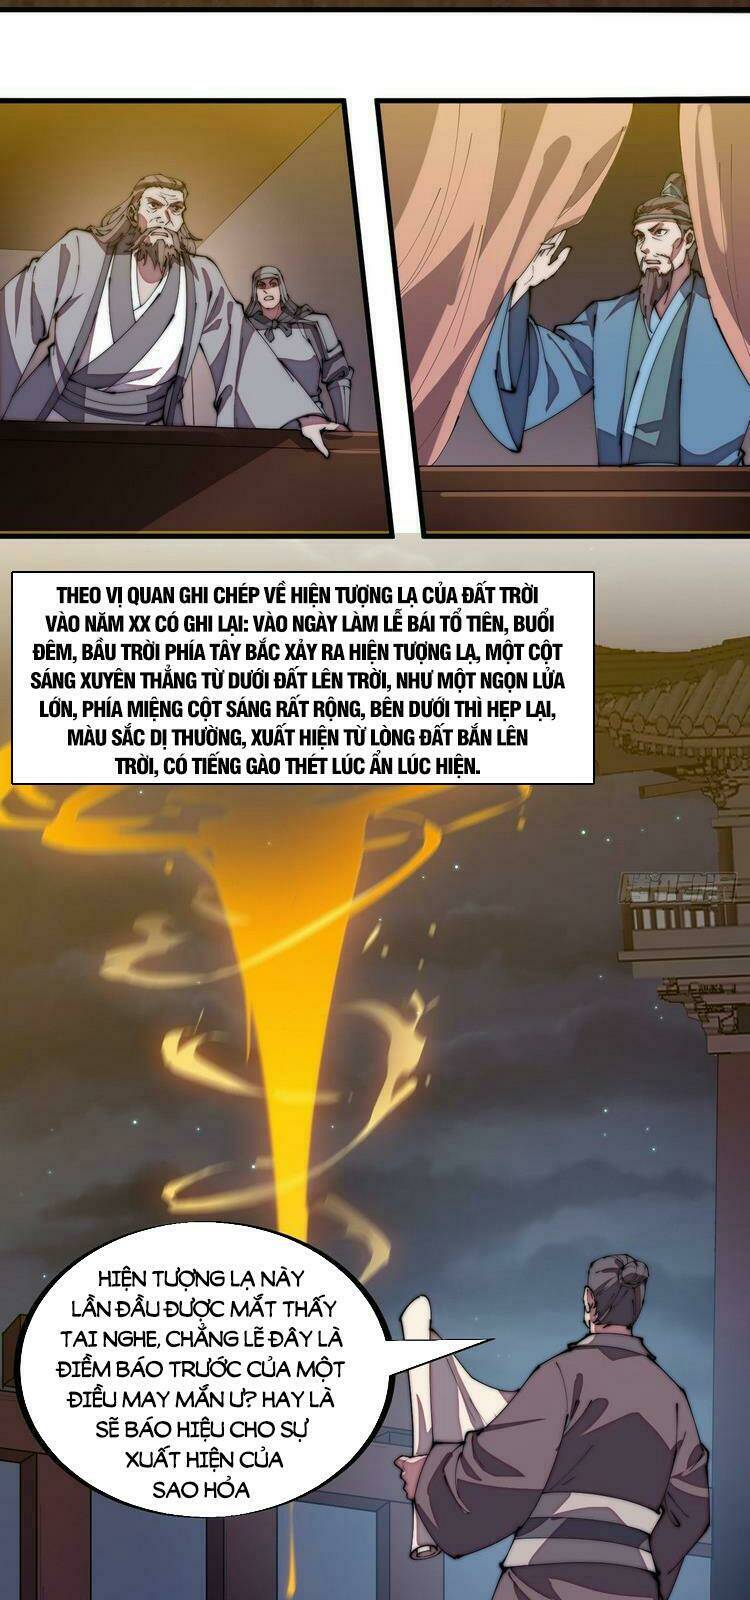 THEO VỊ QUAN GHI CHÉP VỀ HIỆN TƯỢNG LẠ CỦA ĐẤT TRỜI
VÀO NĂM XX CÓ GHI LẠI: VÀO NGÀY LÀM LỄ BÁI TỔ TIÊN, BUỔI
ĐÊM, BẦU TRỜI PHÍA TÂY BẮC XẢY RA HIỆN TƯỢNG LẠ, MỘT CỘT
SÁNG XUYÊN THẲNG TỪ DƯỚI ĐẤT LÊN TRỜI, NHƯ MỘT NGỌN LỬA
LỚN, PHÍA MIỆNG CỘT SÁNG RẤT RỘNG, BÊN DƯỚI THÌ HẸP LẠI,
MÀU SẮC DỊ THƯỜNG, XUẤT HIỆN TỪ LÒNG ĐẤT BẮN LÊN
TRỜI, CÓ TIẾNG GÀO THÉT LÚC ẨN LÚC HIỆN.
HIỆN TƯỢNG LẠ NÀY
LẦN ĐẦU ĐƯỢC MẮT THẤY
TAI NGHE, CHẲNG LẼ ĐÂY LÀ
ĐIỀM BÁO TRƯỚC CỦA MỘT
ĐIỀU MAY MẮN Ư? HAY LÀ
SẼ BÁO HIỆU CHO SỰ
XUẤT HIỆN CỦA
SAO HỎA